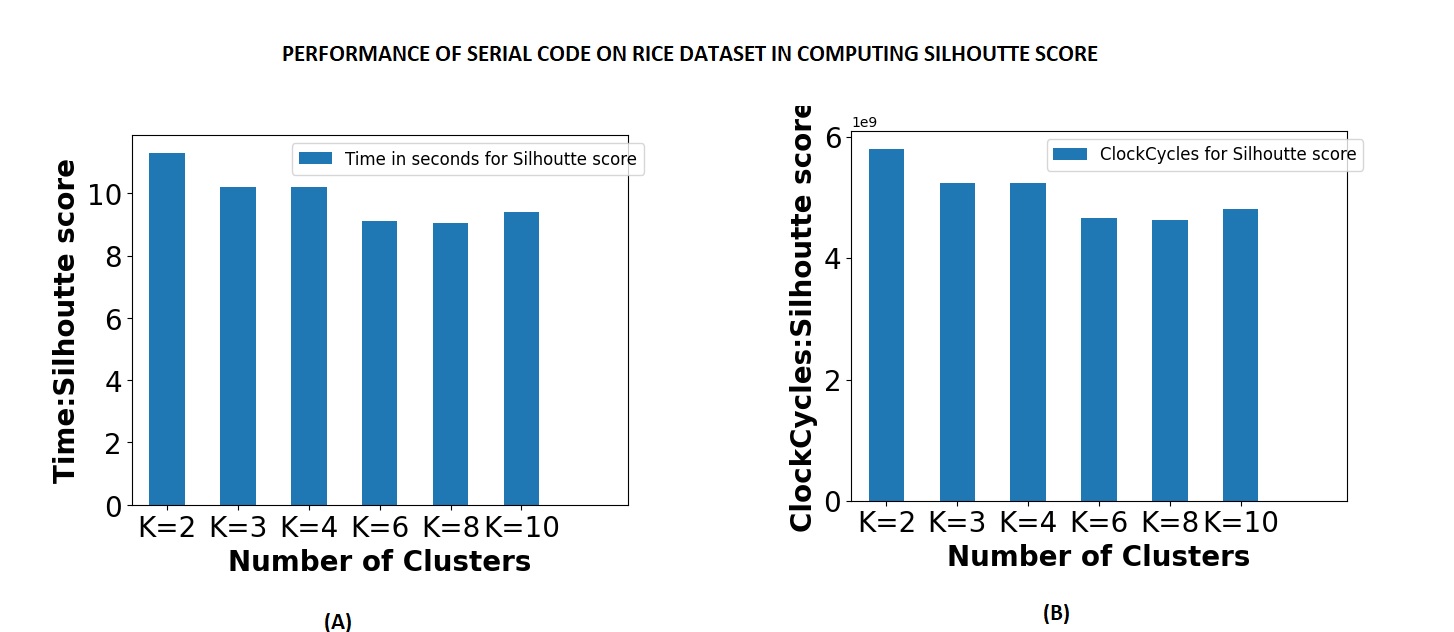 PERFORMANCE OF SERIAL CODE ON RICE DATASET IN COMPUTING SILHOUTTE SCORE
Time:Silhoutte score
Time in seconds for Silhoutte score
10
8
6
4
2
0
K=2 K=3 K=4 K=6 K=8 K=10
Number of Clusters
(A)
ClockCycles:Silhoutte score
1e9
ClockCycles for Silhoutte score
6
4
2
0
K=2 K=3 K=4 K=6 K=8 K=10
Number of Clusters
(B)